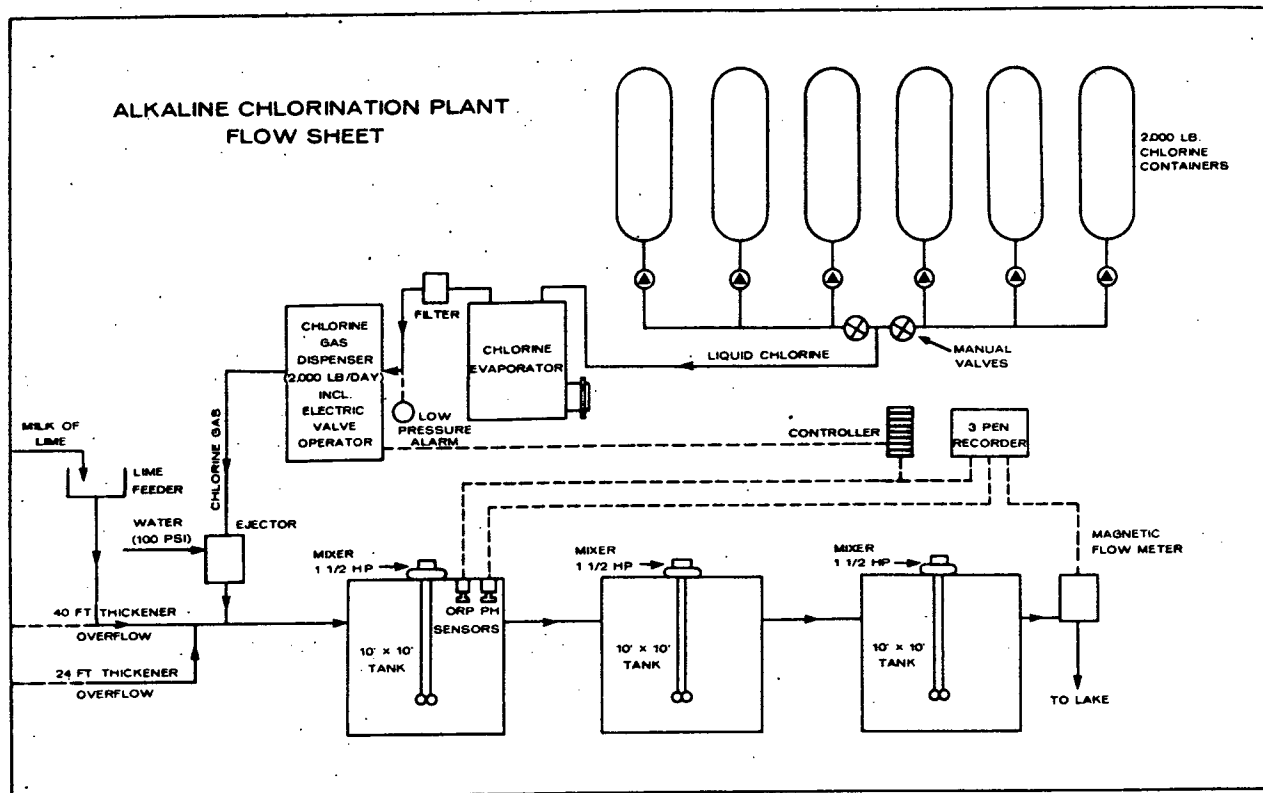 ALKALINE CHLORINATION PLANT
FLOW SHEET
2,000 LB.
CHLORINE
CONTAINERS
FILTER
CHLORINE
GAS
DISPENSER
(2,000 LB/DAY)
INCL.
ELECTRIC
VALVE
OPERATOR
CHLORINE
EVAPORATOR
LIQUID CHLORINE
MANUAL
VALVES
LOW
PRESSURE
ALARM
CONTROLLER
3 PEN
RECORDER
MILK OF
LIME
LIME
FEEDER
CHLORINE GAS
WATER
(100 PSI)
EJECTOR
MIXER
1 1/2 HP
MIXER
1 1/2 HP
MIXER
1 1/2 HP
MAGNETIC
FLOW METER
40 FT THICKENER
OVERFLOW
24 FT THICKENER
OVERFLOW
ORP PH
SENSORS
10' × 10'
TANK
10' × 10'
TANK
10' × 10'
TANK
TO LAKE